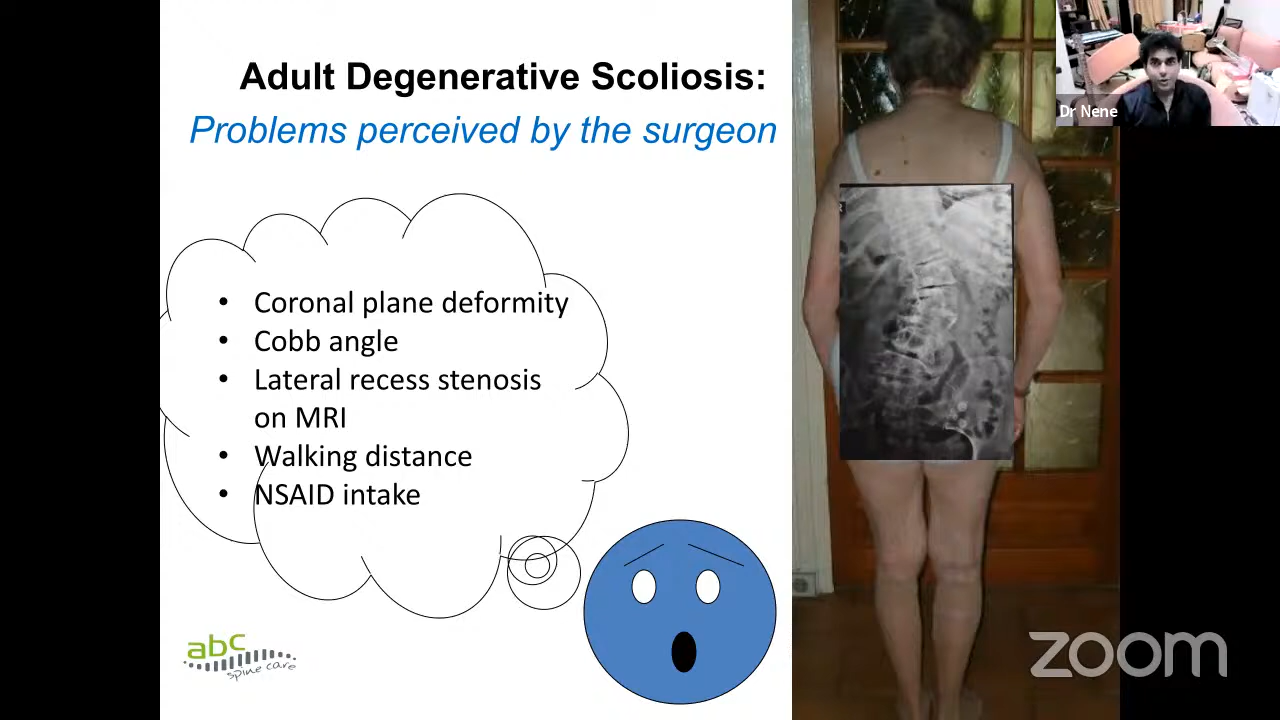 Adult Degenerative Scoliosis:
Problems perceived by the surgeon
Dr Nene
• Coronal plane deformity
• Cobb angle
• Lateral recess stenosis
on MRI
• Walking distance
• NSAID intake
R
abc
spine care
zoom